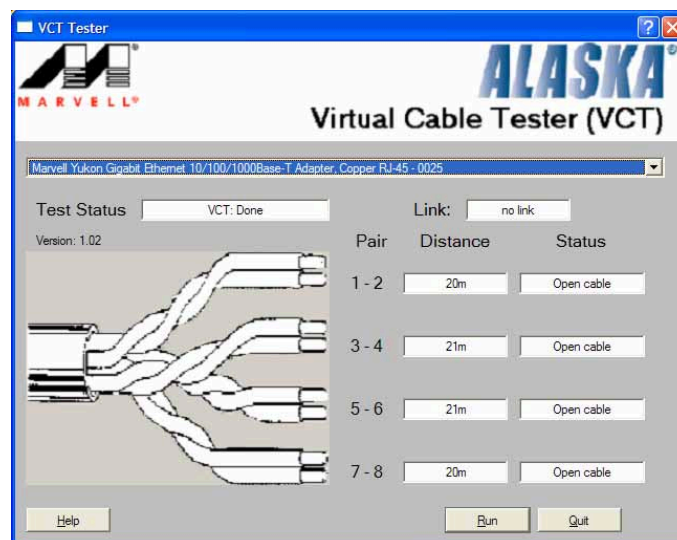 VCT Tester
MARVELL®
ALASKA®
Virtual Cable Tester (VCT)
Marvell Yukon Gigabit Ethernet 10/100/1000Base-T Adapter, Copper RJ-45 - 0025
Test Status VCT: Done Link: no link
Version: 1.02
Pair Distance Status
1 - 2 20m Open cable
3 - 4 21m Open cable
5 - 6 21m Open cable
7 - 8 20m Open cable
Help Run Quit